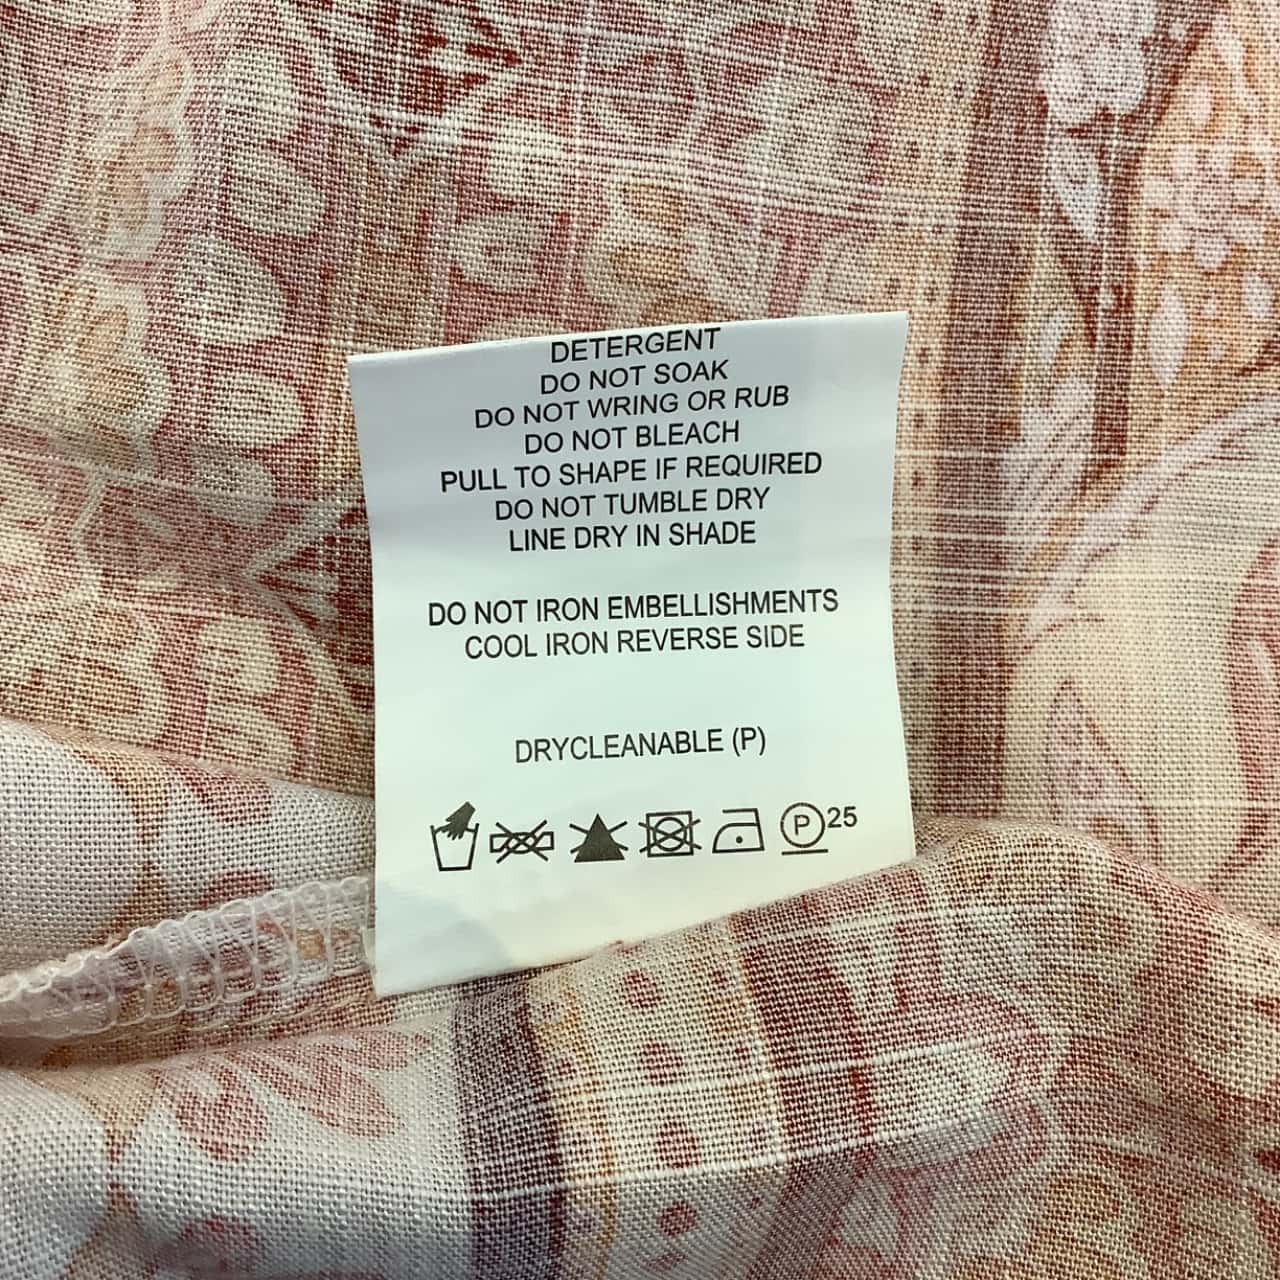 DETERGENT
DO NOT SOAK
DO NOT WRING OR RUB
DO NOT BLEACH
PULL TO SHAPE IF REQUIRED
DO NOT TUMBLE DRY
LINE DRY IN SHADE
DO NOT IRON EMBELLISHMENTS
COOL IRON REVERSE SIDE
DRYCLEANABLE (P)
P 25